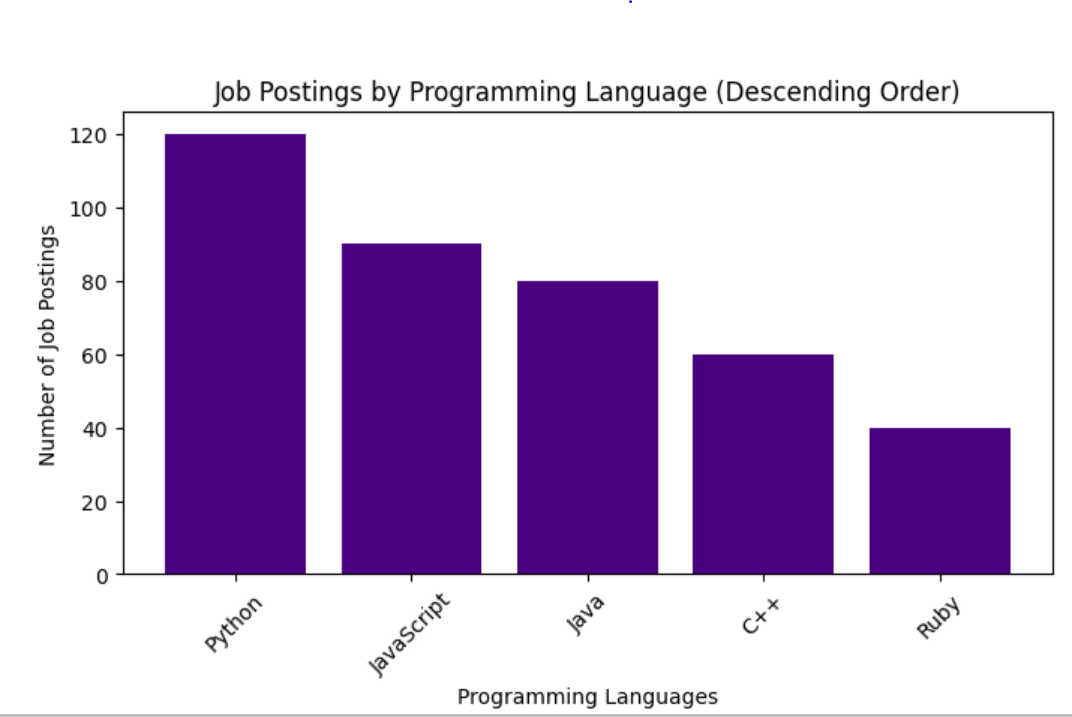 Job Postings by Programming Language (Descending Order)
Number of Job Postings
120
100
80
60
40
20
0
Python
JavaScript
Java
C++
Ruby
Programming Languages